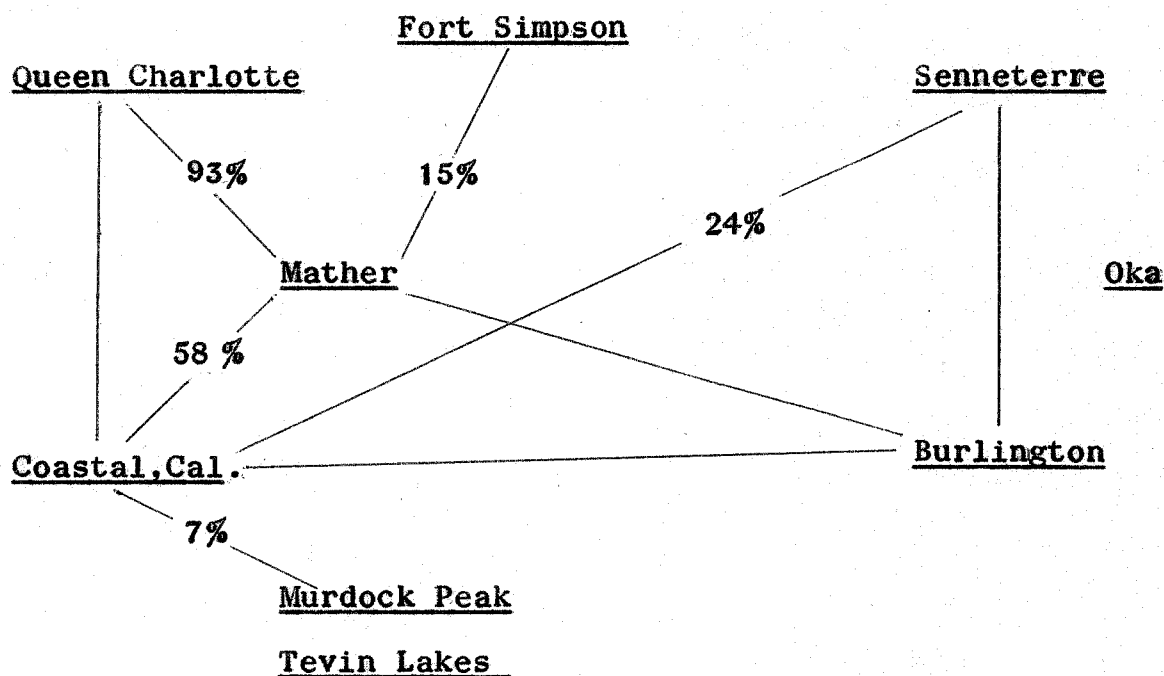 Fort Simpson
Queen Charlotte
Senneterre
93%
15%
24%
Mather
Oka
58 %
Coastal,Cal.
Burlington
7%
Murdock Peak
Tevin Lakes